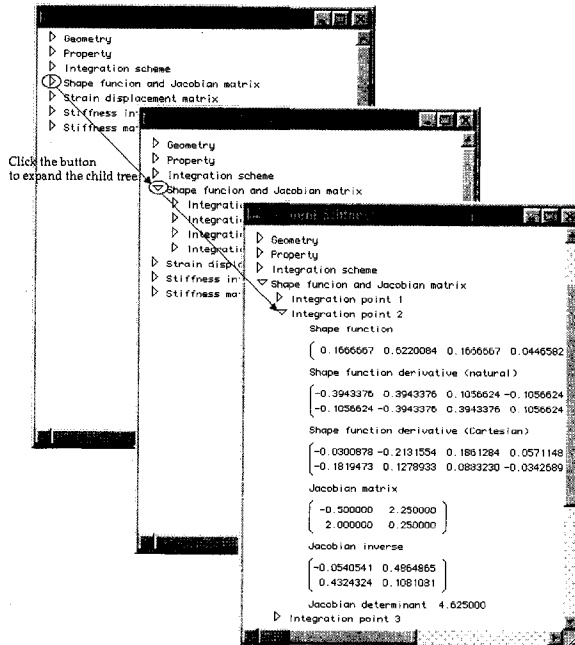 Geometry
Property
Integration scheme
Shape funcion and Jacobian matrix
Strain displacement matrix
Stiffness in
Stiffness ma
Click the button
to expand the child tree
Geometry
Property
Integration scheme
Shape funcion and Jacobian matrix
Integrati
Integrati
Integrati
Integrati
Strain displ
Stiffness in
Stiffness ma
Geometry
Property
Integration scheme
Shape funcion and Jacobian matrix
Integration point 1
Integration point 2
Shape function
0.1666667 0.6220084 0.1666667 0.0446582
Shape function derivative (natural)
-0.3943376 0.3943376 0.1056624 -0.1056624
-0.1056624 -0.3943376 0.3943376 0.1056624
Shape function derivative (Cartesian)
-0.0300878 -0.2131554 0.1861284 0.0571148
-0.1819473 0.1278933 0.0883230 -0.0342689
Jacobian matrix
-0.500000 2.250000
2.000000 0.250000
Jacobian inverse
-0.0540541 0.4864865
0.4324324 0.1081081
Jacobian determinant 4.625000
Integration point 3